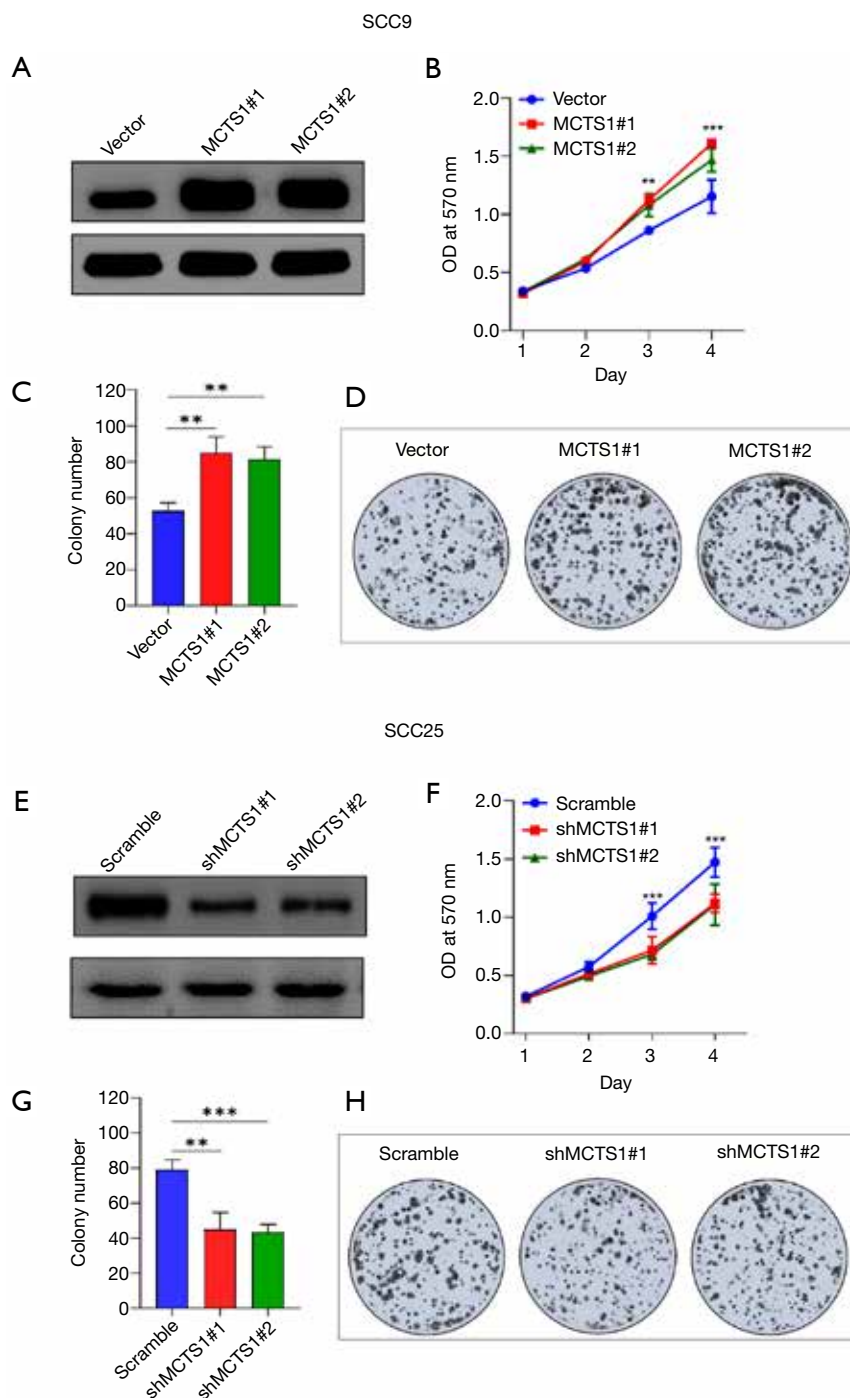 SCC9
A
Vector
MCTS1#1
MCTS1#2
B
Vector
MCTS1#1
MCTS1#2
2.0
1.5
1.0
0.5
0.0
OD at 570 nm
**
***
1 2 3 4
Day
C
120
100
80
60
40
20
0
Colony number
**
**
Vector
MCTS1#1
MCTS1#2
D
Vector MCTS1#1 MCTS1#2
SCC25
E
Scramble
shMCTS1#1
shMCTS1#2
F
Scramble
shMCTS1#1
shMCTS1#2
2.0
1.5
1.0
0.5
0.0
OD at 570 nm
***
***
1 2 3 4
Day
G
120
100
80
60
40
20
0
Colony number
***
**
Scramble
shMCTS1#1
shMCTS1#2
H
Scramble shMCTS1#1 shMCTS1#2